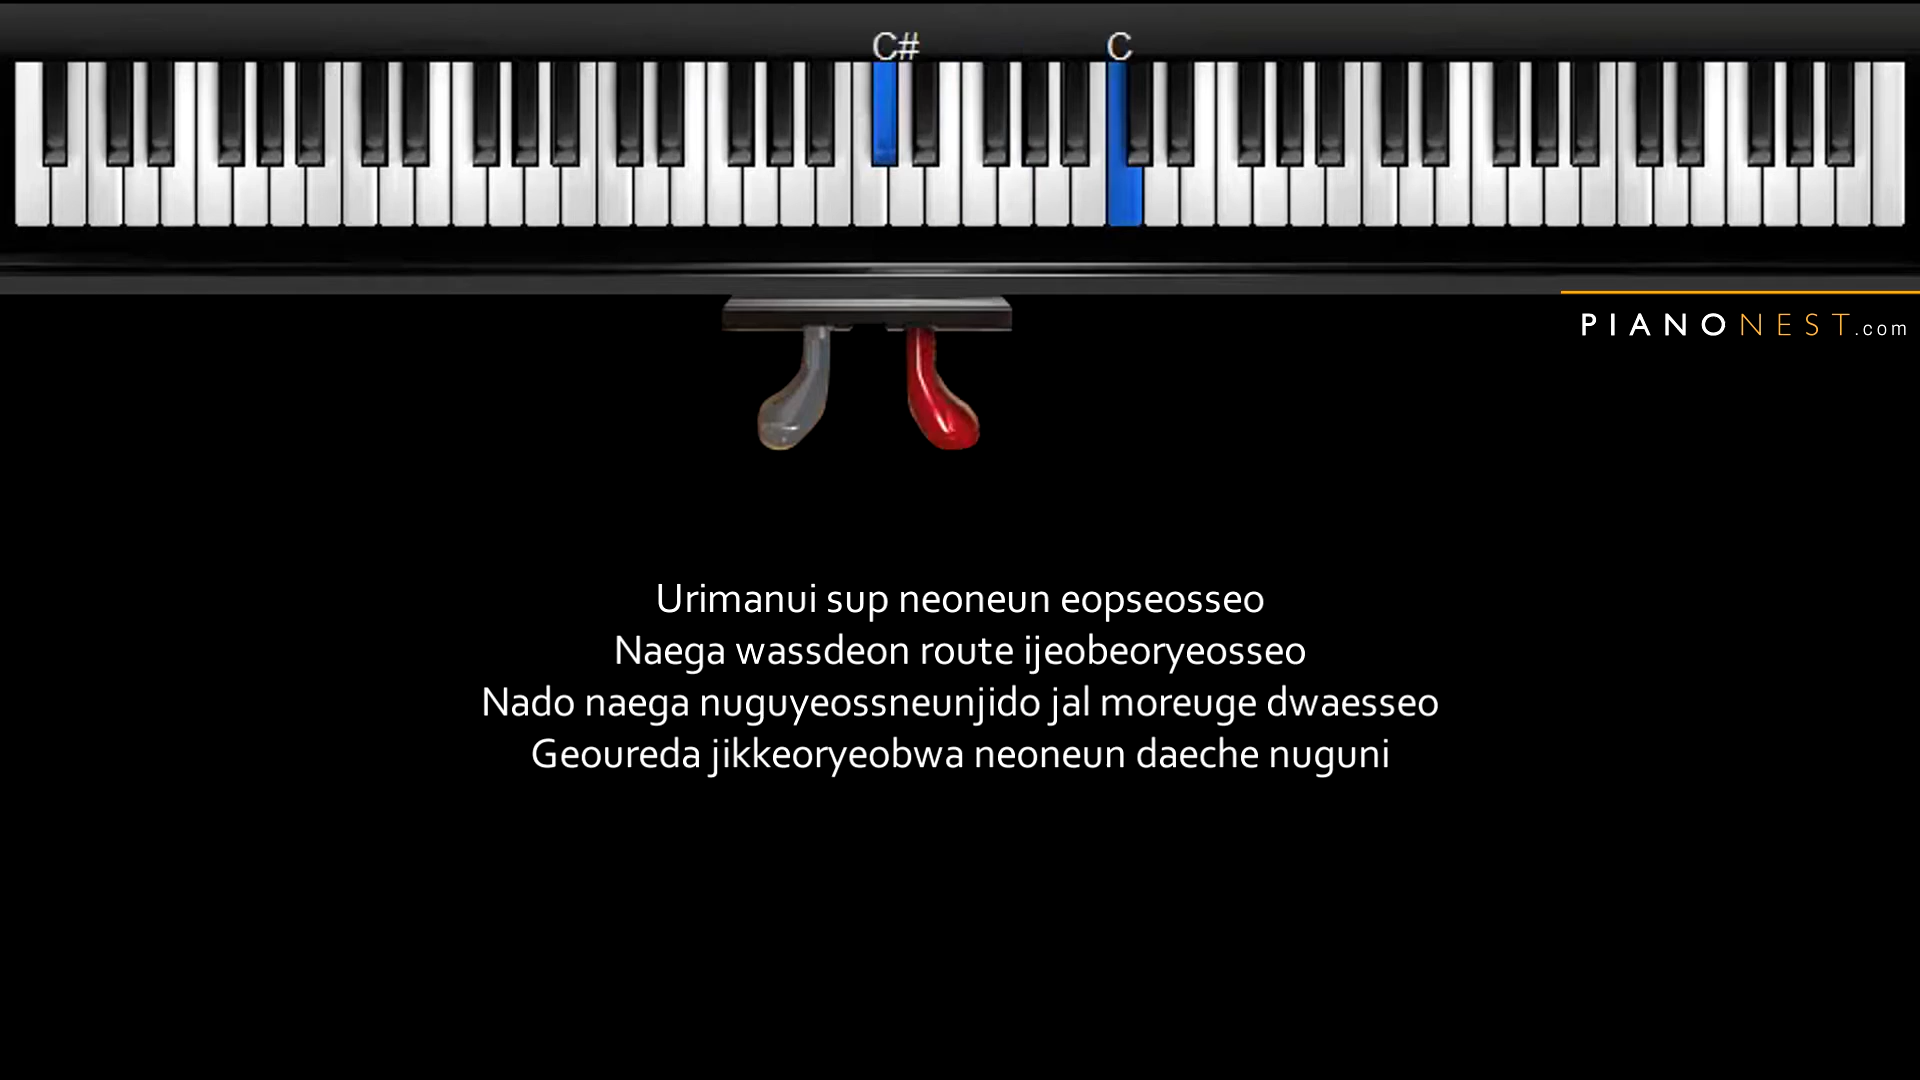 C# C
PIANONEST.com
Urimanui sup neoneun eopseosseo
Naega wassdeon route ijeobeoryeosseo
Nado naega nuguyeossneunjido jal moreuge dwaesseo
Geoureda jikkeoryeobwa neoneun daeche nuguni